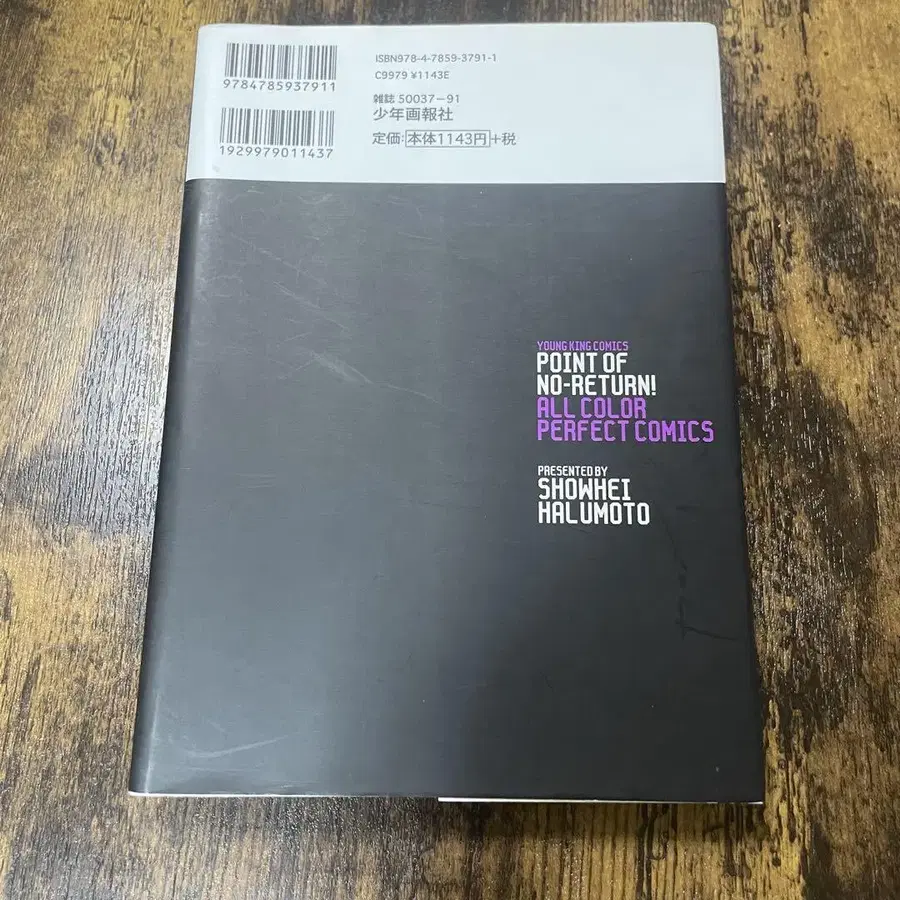 9784785937911
1929979011437
ISBN978-4-7859-3791-1
C9979 ¥1143E
雑誌 50037-91
少年画報社
定価:本体1143円+税
YOUNG KING COMICS
POINT OF
NO-RETURN!
ALL COLOR
PERFECT COMICS
PRESENTED BY
SHOWHEI
HALUMOTO